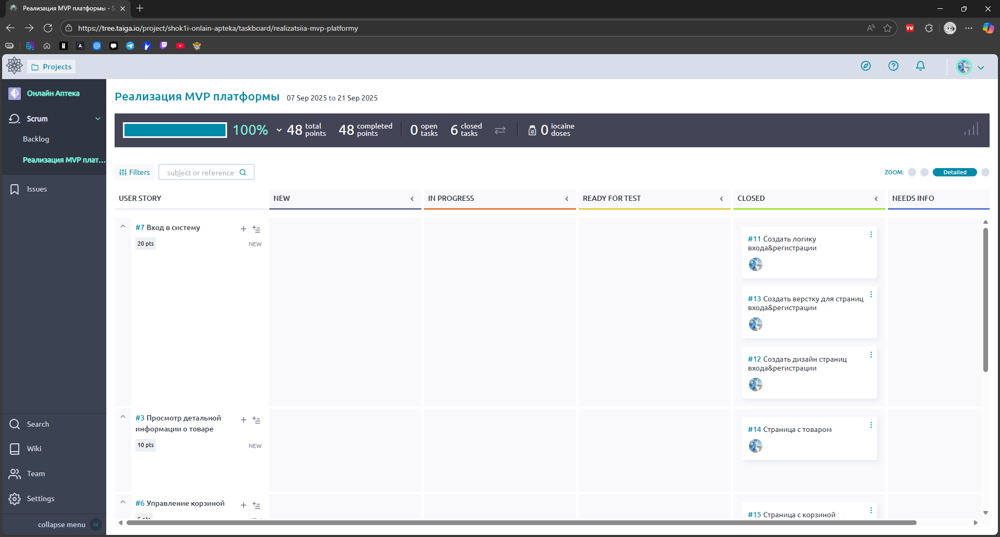 Реализация MVP платформы - S
https://tree.taiga.io/project/shok1i-onlain-apteka/taskboard/realizatsiia-mvp-platformy
Projects
Онлайн Аптека
Scrum
Backlog
Реализация MVP плат...
Issues
Search
Wiki
Team
Settings
collapse menu
Реализация MVP платформы 07 Sep 2025 to 21 Sep 2025
100% 48 total points 48 completed points 0 open tasks 6 closed tasks 0 iocaine doses
Filters subject or reference ZOOM: Detailed
USER STORY NEW IN PROGRESS READY FOR TEST CLOSED NEEDS INFO
#7 Вход в систему
20 pts NEW
#11 Создать логику
входа&регистрации
#13 Создать верстку для страниц
входа&регистрации
#12 Создать дизайн страниц
входа&регистрации
#3 Просмотр детальной
информации о товаре
10 pts NEW
#14 Страница с товаром
#6 Управление корзиной
#15 Страница с корзиной